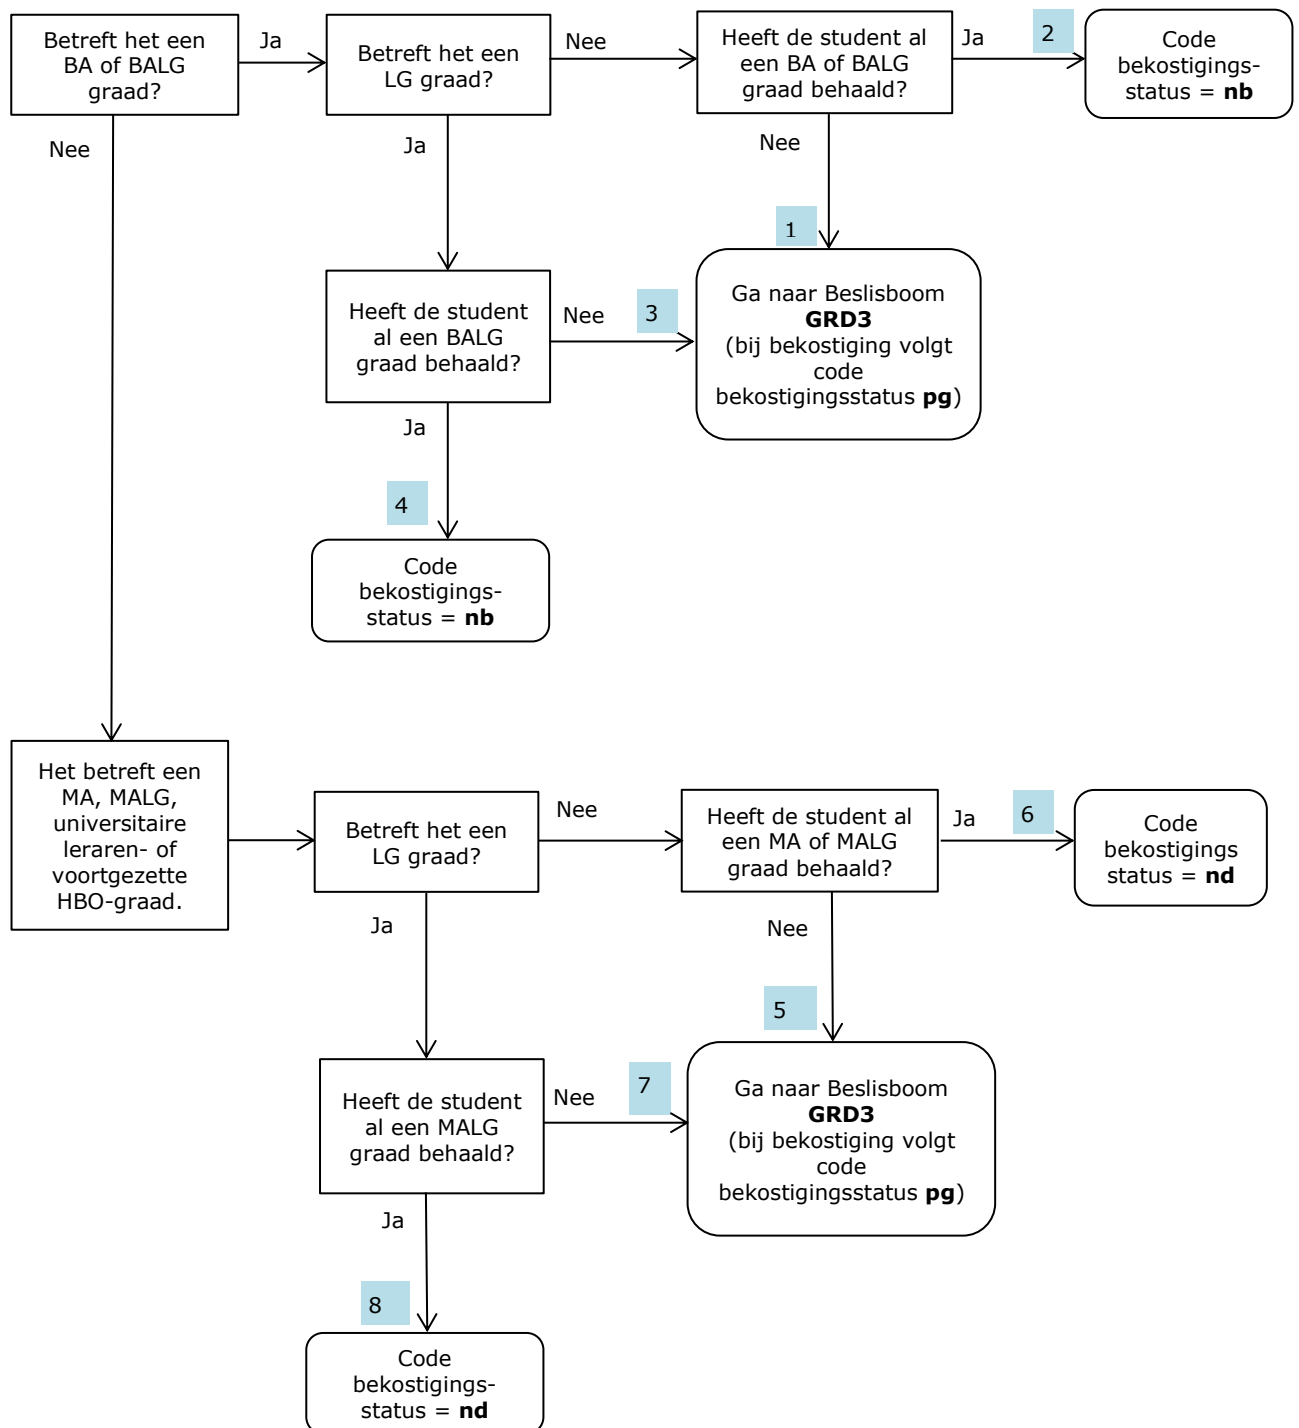 Betreft het een
BA of BALG
graad?
Ja
Betreft het een
LG graad?
Nee
Heeft de student al
een BA of BALG
graad behaald?
Ja
2
Code
bekostigings-
status = nb
Nee
Ja
Nee
1
Heeft de student
al een BALG
graad behaald?
Nee
3
Ga naar Beslisboom
GRD3
(bij bekostiging volgt
code
bekostigingsstatus pg)
Ja
4
Code
bekostigings-
status = nb
Het betreft een
MA, MALG,
universitaire
leraren- of
voortgezette
HBO-graad.
Betreft het een
LG graad?
Nee
Heeft de student al
een MA of MALG
graad behaald?
Ja
6
Code
bekostigings
status = nd
Ja
Nee
5
Heeft de student
al een MALG
graad behaald?
Nee
7
Ga naar Beslisboom
GRD3
(bij bekostiging volgt
code
bekostigingsstatus pg)
Ja
8
Code
bekostigings-
status = nd